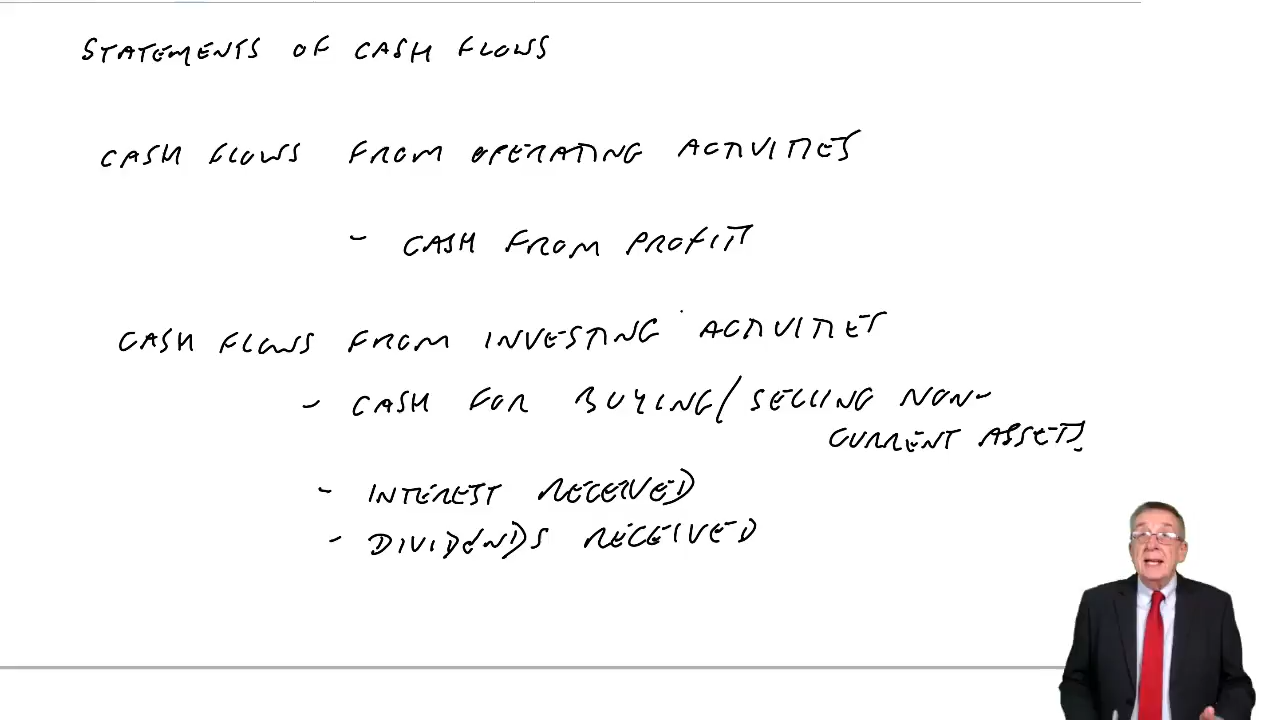 STATEMENTS OF CASH FLOWS
CASH FLOWS FROM OPERATING ACTIVITIES
- CASH FROM PROFIT
CASH FLOWS FROM INVESTING ACTIVITIES
- CASH FOR BUYING/SELLING NON-
CURRENT ASSETS.
- INTEREST RECEIVED
- DIVIDENDS RECEIVED